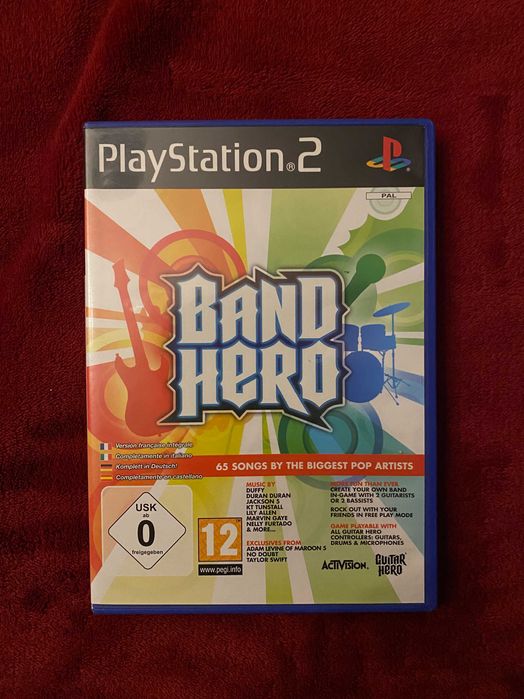 PlayStation®2
PAL
BAND
HERO
Version française intégrale
Completamente in italiano
Komplett in Deutsch!
Completamente en castellano
65 SONGS BY THE BIGGEST POP ARTISTS
USK
ab
0
freigegeben
12
www.pegi.info
MUSIC BY
DUFFY
DURAN DURAN
JACKSON 5
KT TUNSTALL
LILY ALLEN
MARVIN GAYE
NELLY FURTADO
& MORE...
EXCLUSIVES FROM
ADAM LEVINE OF MAROON 5
NO DOUBT
TAYLOR SWIFT
MORE FUN THAN EVER
CREATE YOUR OWN BAND
IN-GAME WITH 2 GUITARISTS
OR 2 BASSISTS
ROCK OUT WITH YOUR
FRIENDS IN FREE PLAY MODE
GAME PLAYABLE WITH
ALL GUITAR HERO
CONTROLLERS: GUITARS,
DRUMS & MICROPHONES
ACTIVISION.
GUITAR
HERO